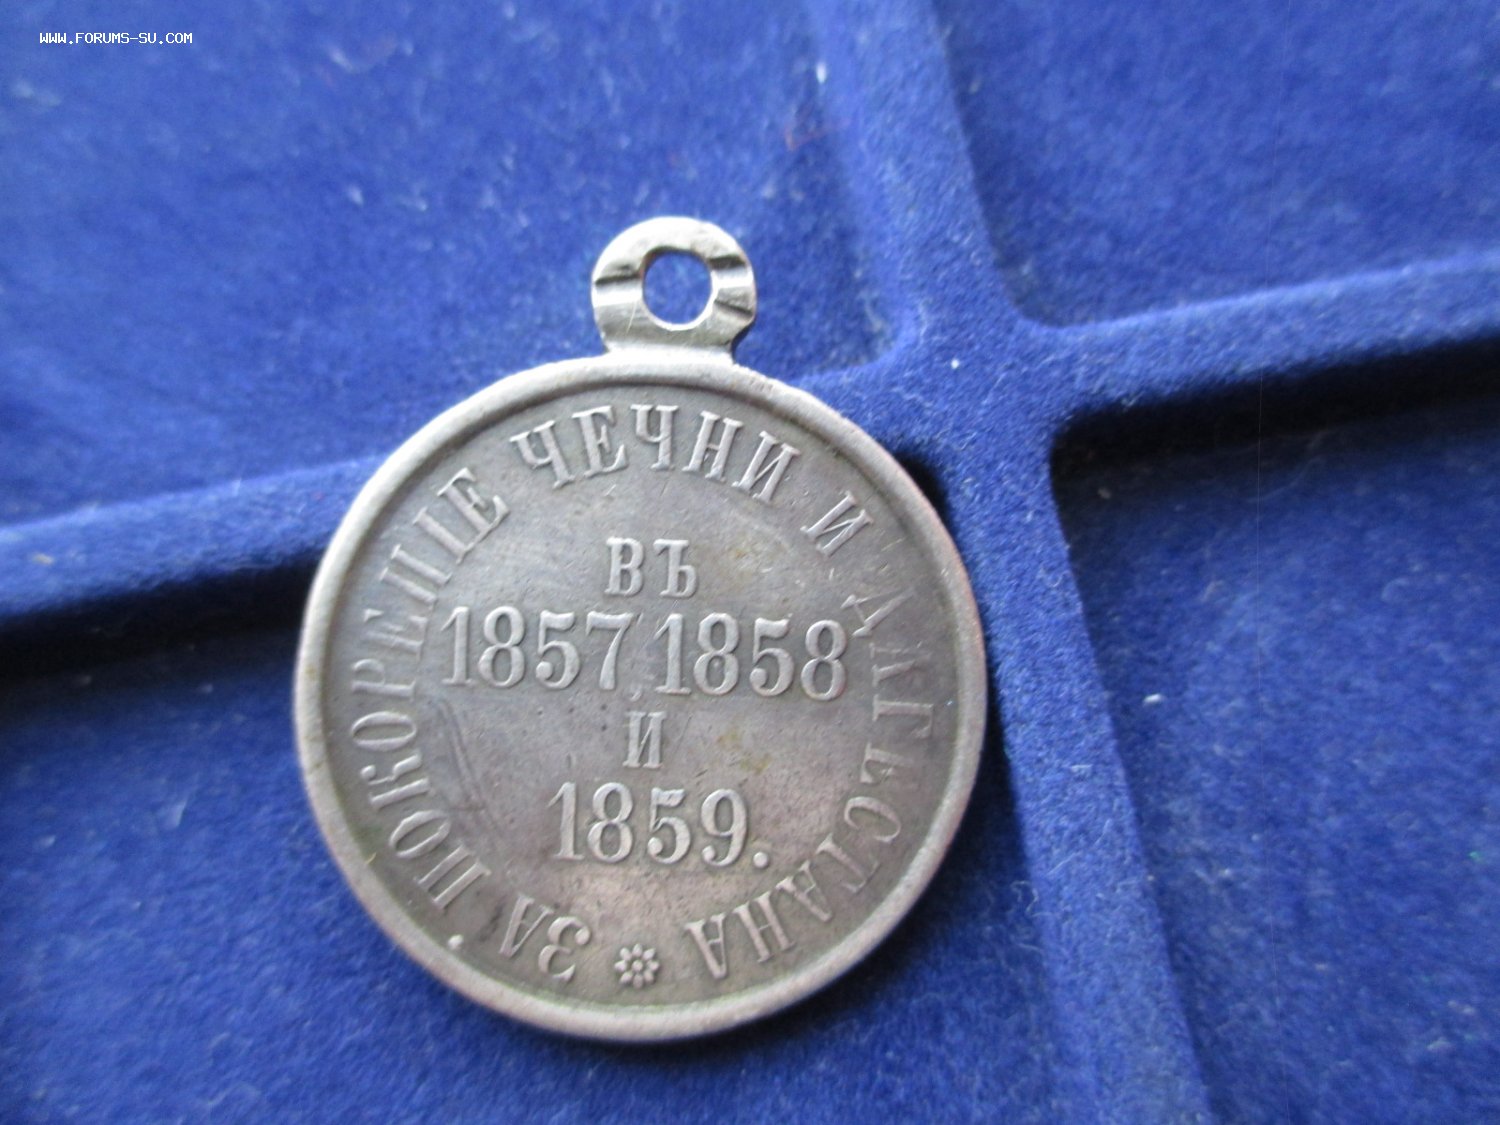 WWW.FORUMS-SU.COM
ЗА ПОКОРЕНІЕ ЧЕЧНИ И ДАГЕСТАНА
ВЪ
1857, 1858
И
1859.